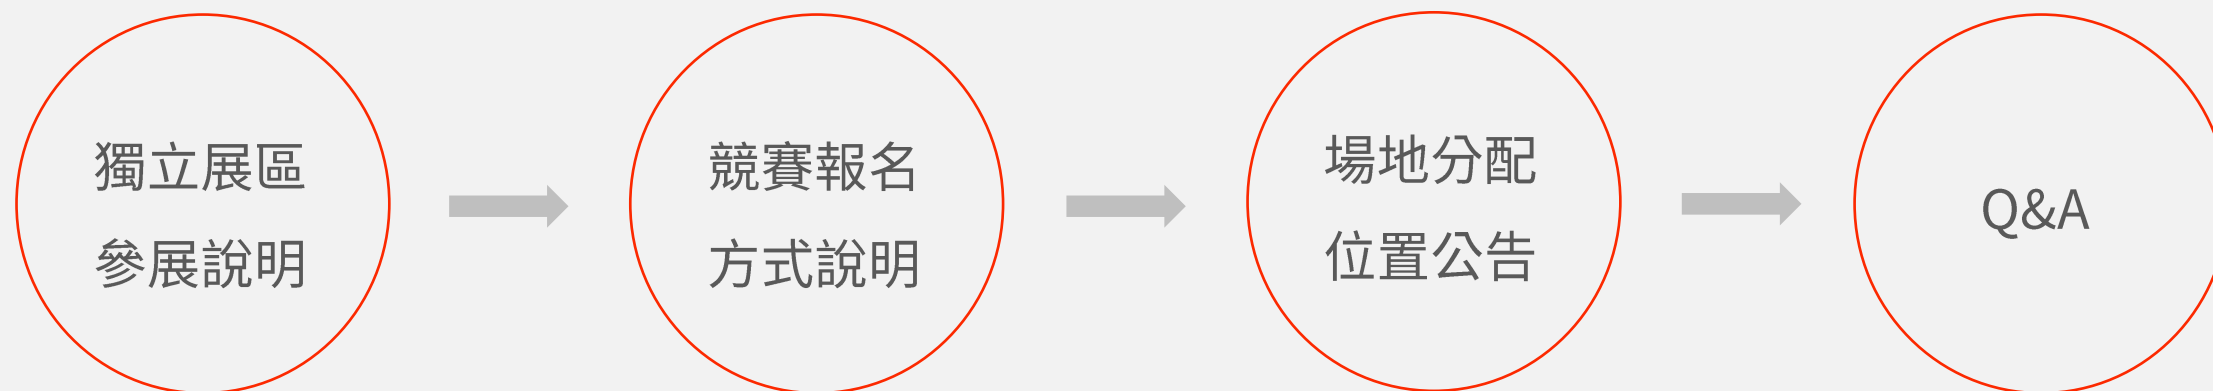 獨立展區
參展說明
競賽報名
方式說明
場地分配
位置公告
Q&A